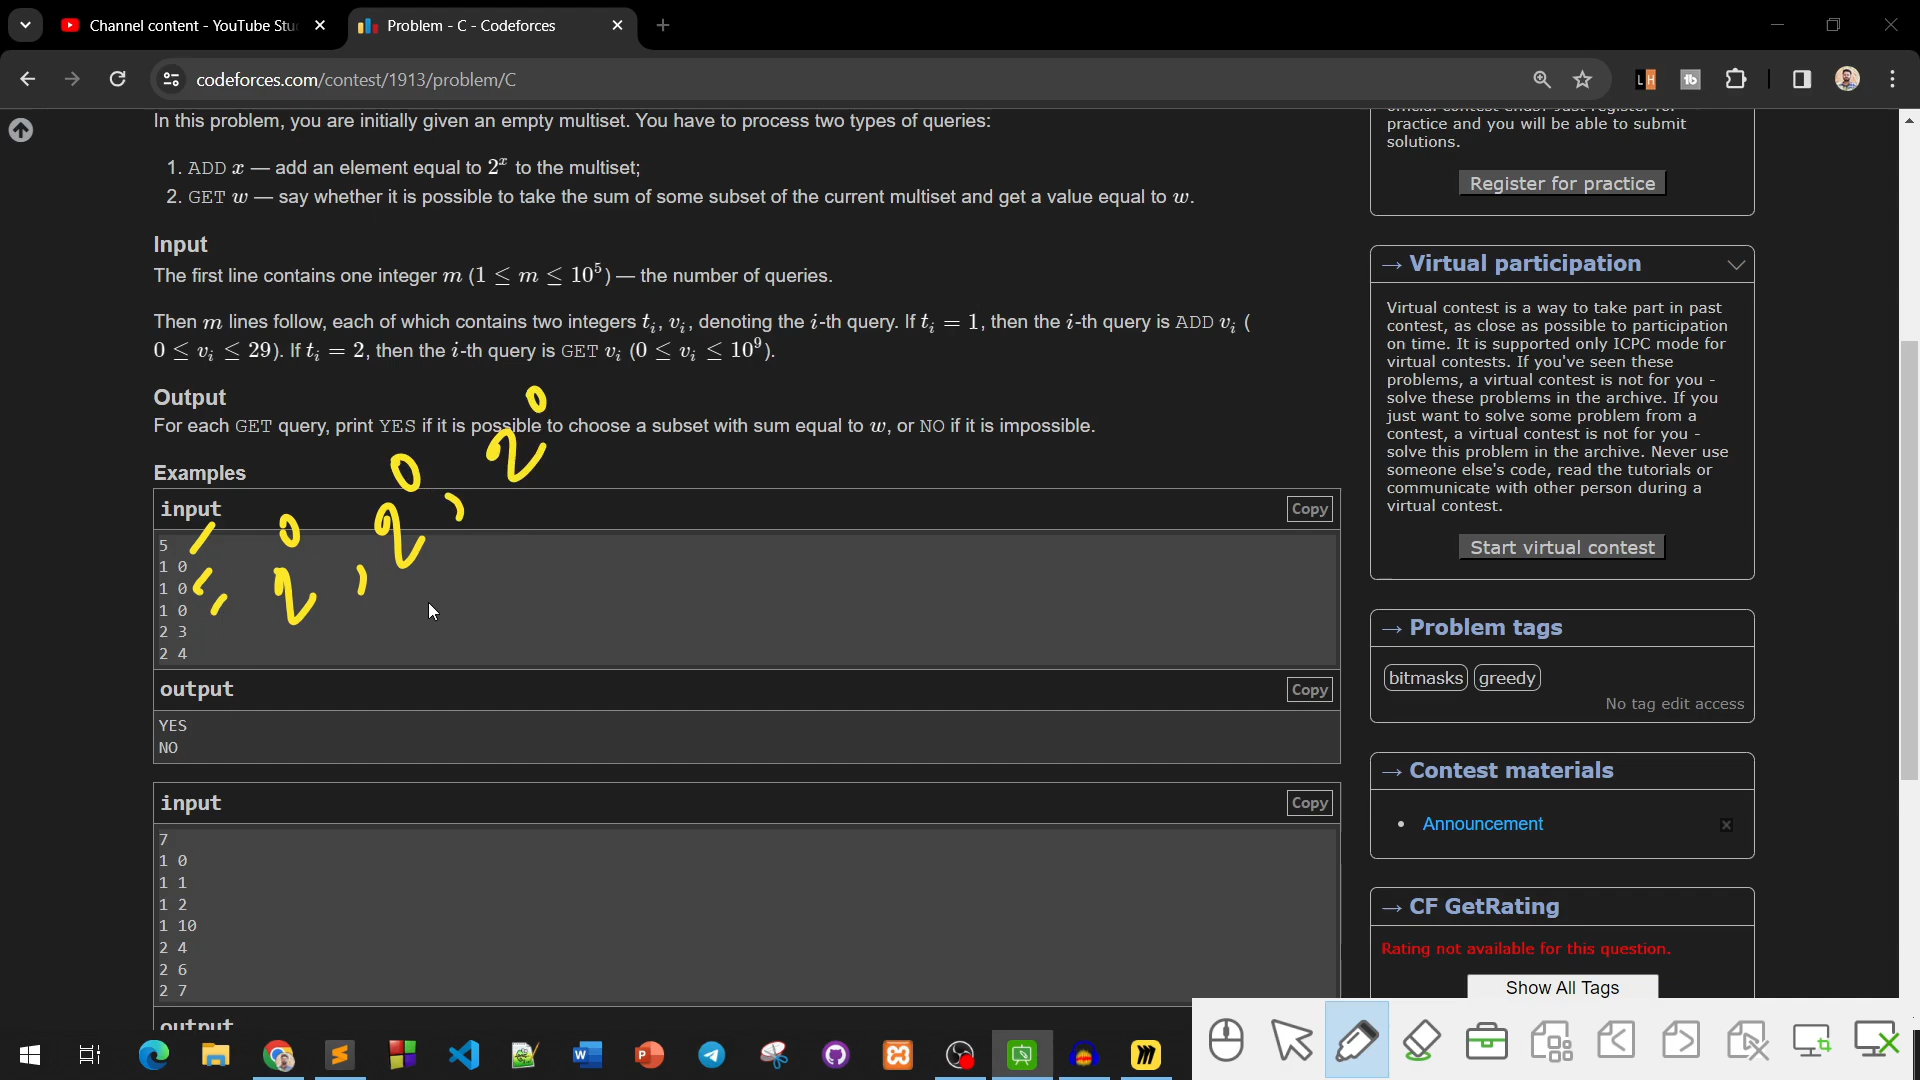 Channel content - YouTube Stu
Problem - C - Codeforces
codeforces.com/contest/1913/problem/C
In this problem, you are initially given an empty multiset. You have to process two types of queries:
1. ADD x — add an element equal to 2^x to the multiset;
2. GET w — say whether it is possible to take the sum of some subset of the current multiset and get a value equal to w.
Input
The first line contains one integer m (1 ≤ m ≤ 10^5) — the number of queries.
Then m lines follow, each of which contains two integers t_i, v_i, denoting the i-th query. If t_i = 1, then the i-th query is ADD v_i (
0 ≤ v_i ≤ 29). If t_i = 2, then the i-th query is GET v_i (0 ≤ v_i ≤ 10^9).
Output
For each GET query, print YES if it is possible to choose a subset with sum equal to w, or NO if it is impossible.
Examples
input
Copy
5
1 0
1 0
1 0
2 3
2 4
2^0 , 2^0 , 2^0
output
Copy
YES
NO
input
Copy
7
1 0
1 1
1 2
1 10
2 4
2 6
2 7
output
practice and you will be able to submit
solutions.
Register for practice
→ Virtual participation
Virtual contest is a way to take part in past
contest, as close as possible to participation
on time. It is supported only ICPC mode for
virtual contests. If you've seen these
problems, a virtual contest is not for you -
solve these problems in the archive. If you
just want to solve some problem from a
contest, a virtual contest is not for you -
solve this problem in the archive. Never use
someone else's code, read the tutorials or
communicate with other person during a
virtual contest.
Start virtual contest
→ Problem tags
bitmasks greedy
No tag edit access
→ Contest materials
Announcement
→ CF GetRating
Rating not available for this question.
Show All Tags